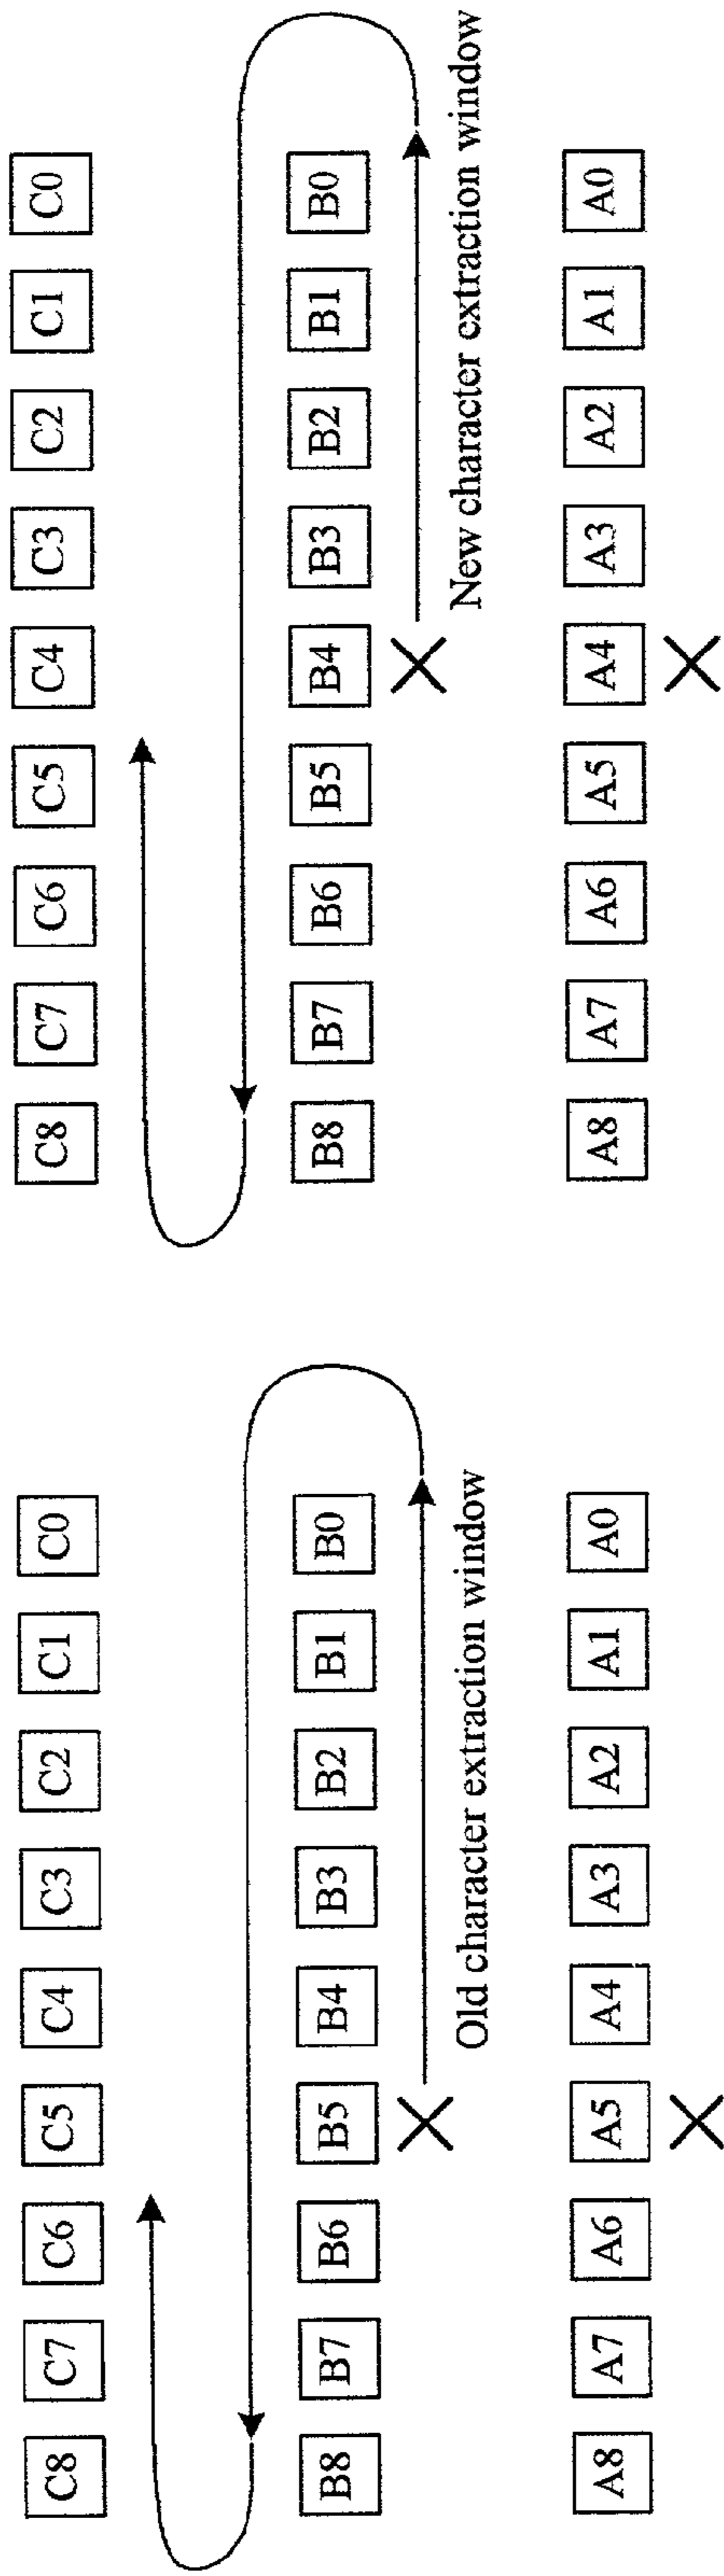 C8 C7 C6 C5 C4 C3 C2 C1 C0
B8 B7 B6 B5 B4 B3 B2 B1 B0
Old character extraction window
A8 A7 A6 A5 A4 A3 A2 A1 A0
C8 C7 C6 C5 C4 C3 C2 C1 C0
B8 B7 B6 B5 B4 B3 B2 B1 B0
New character extraction window
A8 A7 A6 A5 A4 A3 A2 A1 A0